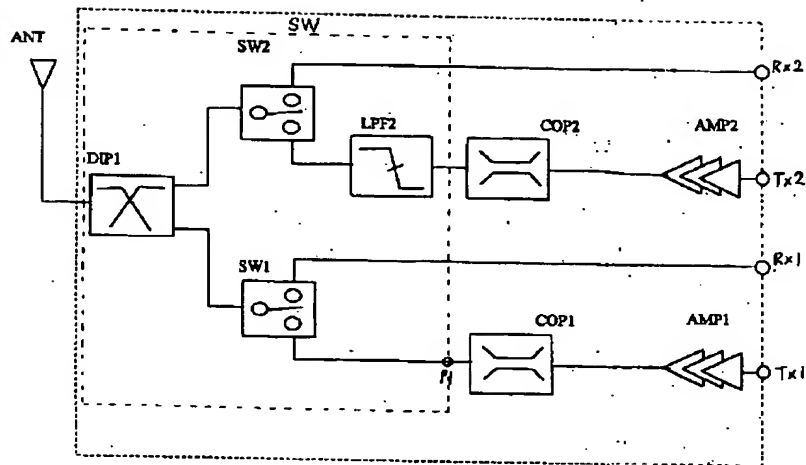 SW
ANT
SW2
Rx2
LPF2
COP2
AMP2
DIP1
Tx2
SW1
Rx1
COP1
AMP1
P1
Tx1